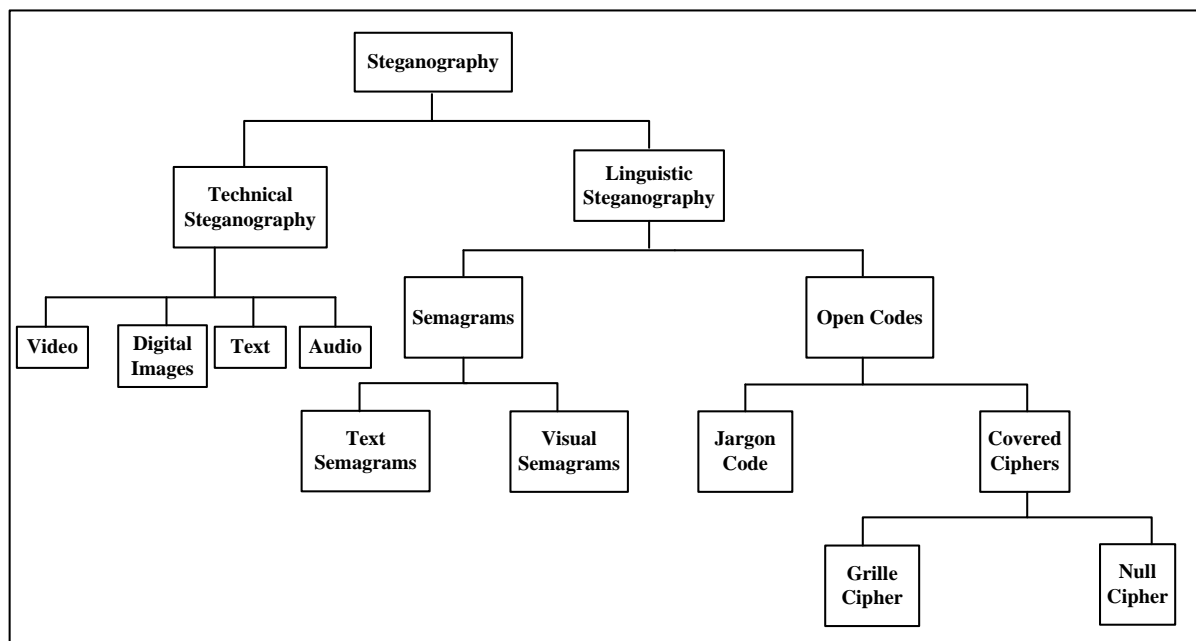 Steganography
Technical
Steganography
Linguistic
Steganography
Video
Digital
Images
Text
Audio
Semagrams
Open Codes
Text
Semagrams
Visual
Semagrams
Jargon
Code
Covered
Ciphers
Grille
Cipher
Null
Cipher